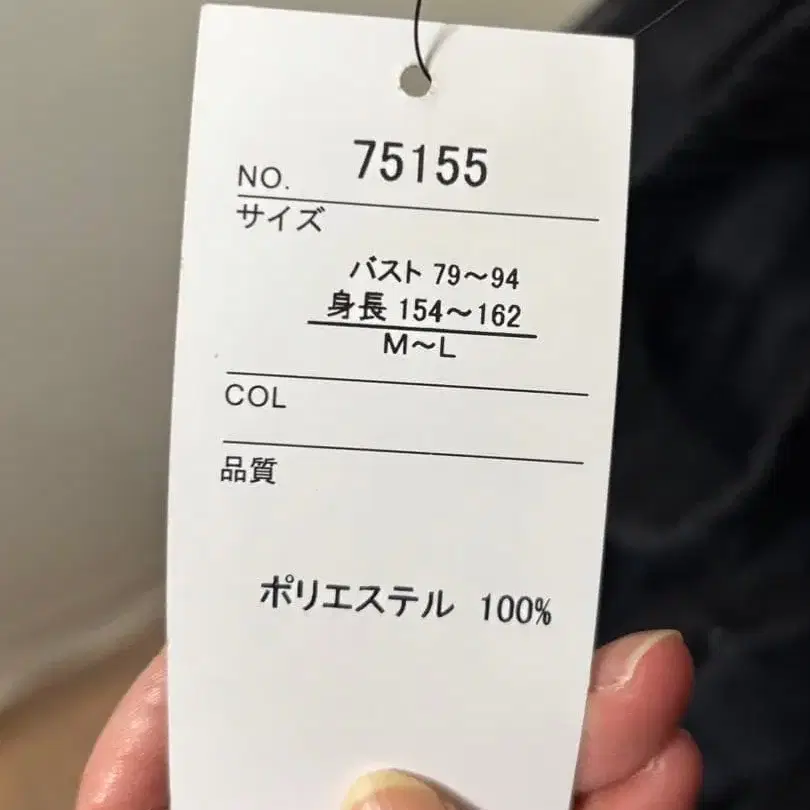 NO. 75155
サイズ
バスト 79～94
身長 154～162
M～L
COL
品質
ポリエステル 100%